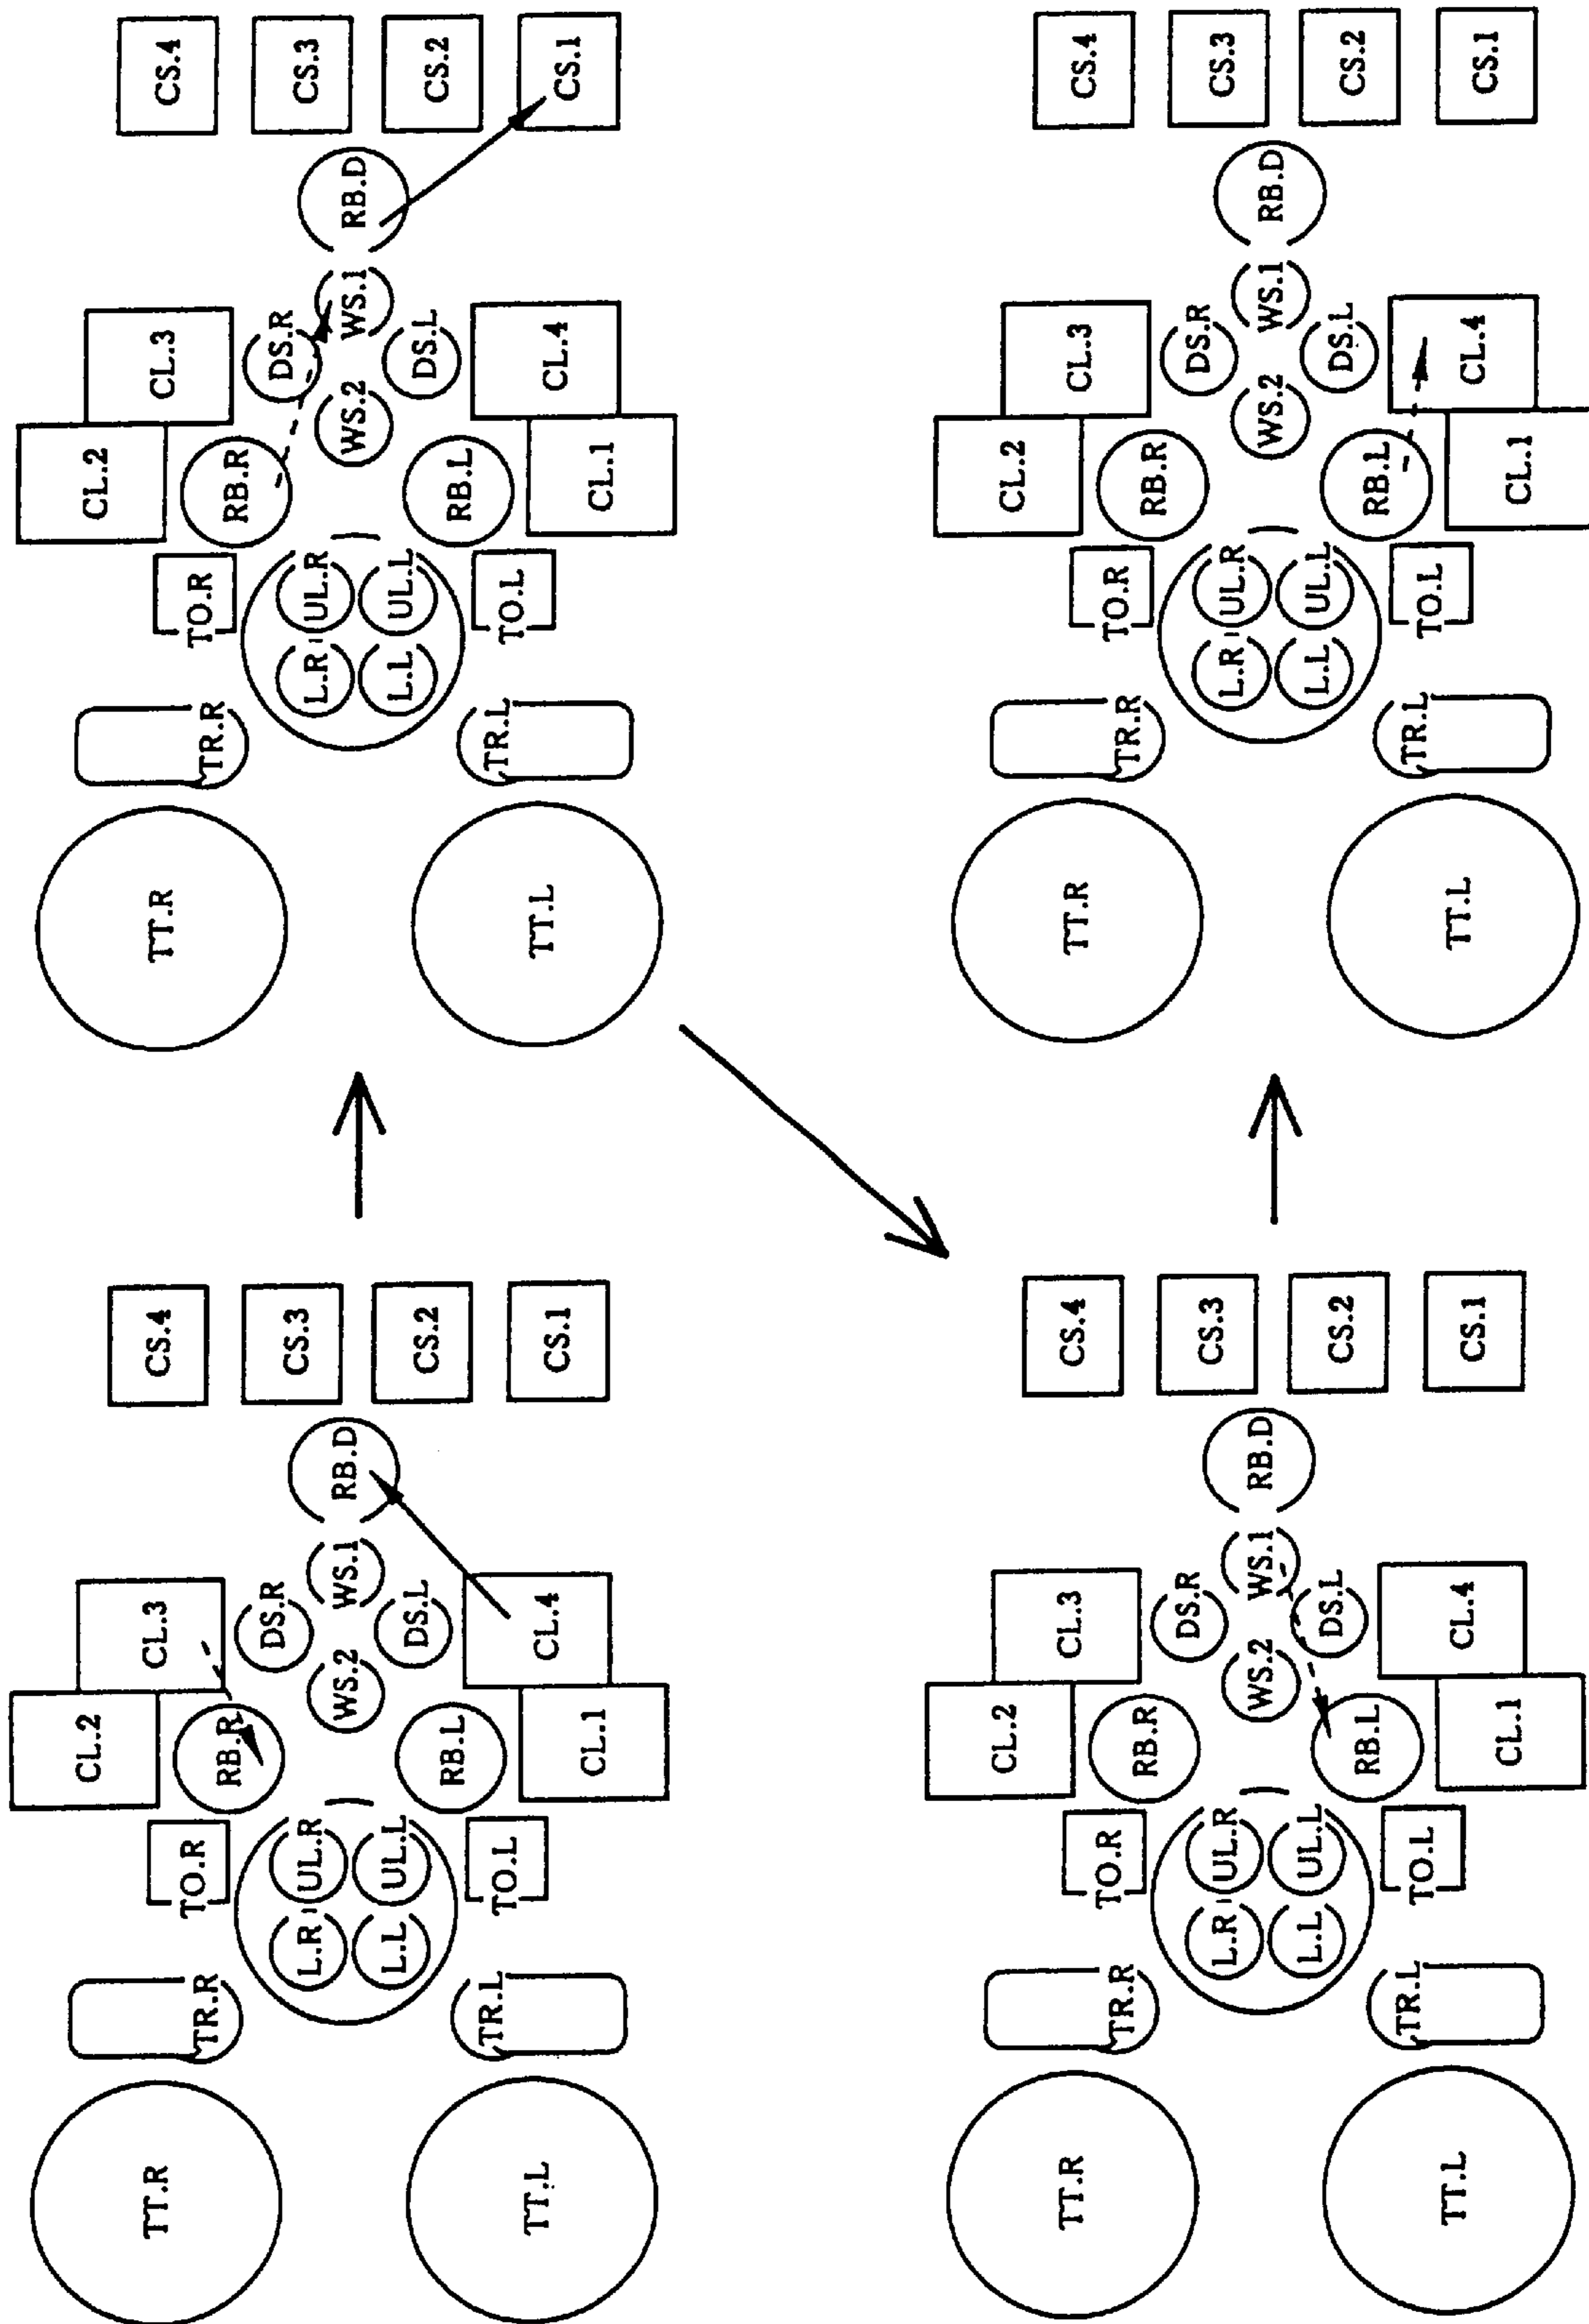 CL.2
CL.3
CS.4
TT.R
TR.R
TO.R
RB.R
DS.R
CS.3
L.R
UL.R
WS.2
WS.1
RB.D
L.L
UL.L
DS.L
CS.2
RB.L
TT.L
TR.L
TO.L
CL.4
CS.1
CL.1
CL.2
CL.3
CS.4
TT.R
TR.R
TO.R
RB.R
DS.R
CS.3
L.R
UL.R
WS.2
WS.1
RB.D
L.L
UL.L
DS.L
CS.2
RB.L
TT.L
TR.L
TO.L
CL.4
CS.1
CL.1
CL.2
CL.3
CS.4
TT.R
TR.R
TO.R
RB.R
DS.R
CS.3
L.R
UL.R
WS.2
WS.1
RB.D
L.L
UL.L
DS.L
CS.2
RB.L
TT.L
TR.L
TO.L
CL.4
CS.1
CL.1
CL.2
CL.3
CS.4
TT.R
TR.R
TO.R
RB.R
DS.R
CS.3
L.R
UL.R
WS.2
WS.1
RB.D
L.L
UL.L
DS.L
CS.2
RB.L
TT.L
TR.L
TO.L
CL.4
CS.1
CL.1